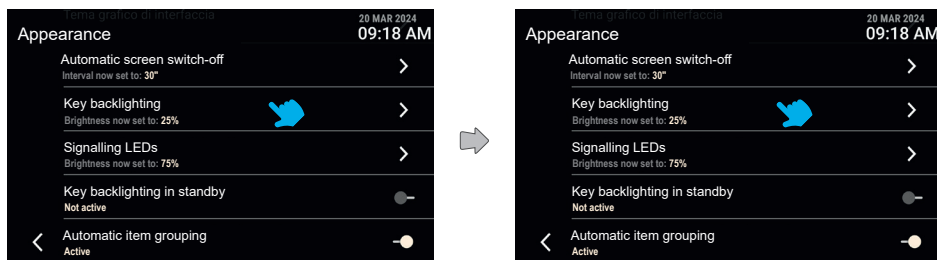 Tema grafico di interfaccia
20 MAR 2024
Appearance
09:18 AM
Automatic screen switch-off
Interval now set to: 30"
Key backlighting
Brightness now set to: 25%
Signalling LEDs
Brightness now set to: 75%
Key backlighting in standby
Not active
Automatic item grouping
Active
Tema grafico di interfaccia
20 MAR 2024
Appearance
09:18 AM
Automatic screen switch-off
Interval now set to: 30"
Key backlighting
Brightness now set to: 25%
Signalling LEDs
Brightness now set to: 75%
Key backlighting in standby
Not active
Automatic item grouping
Active